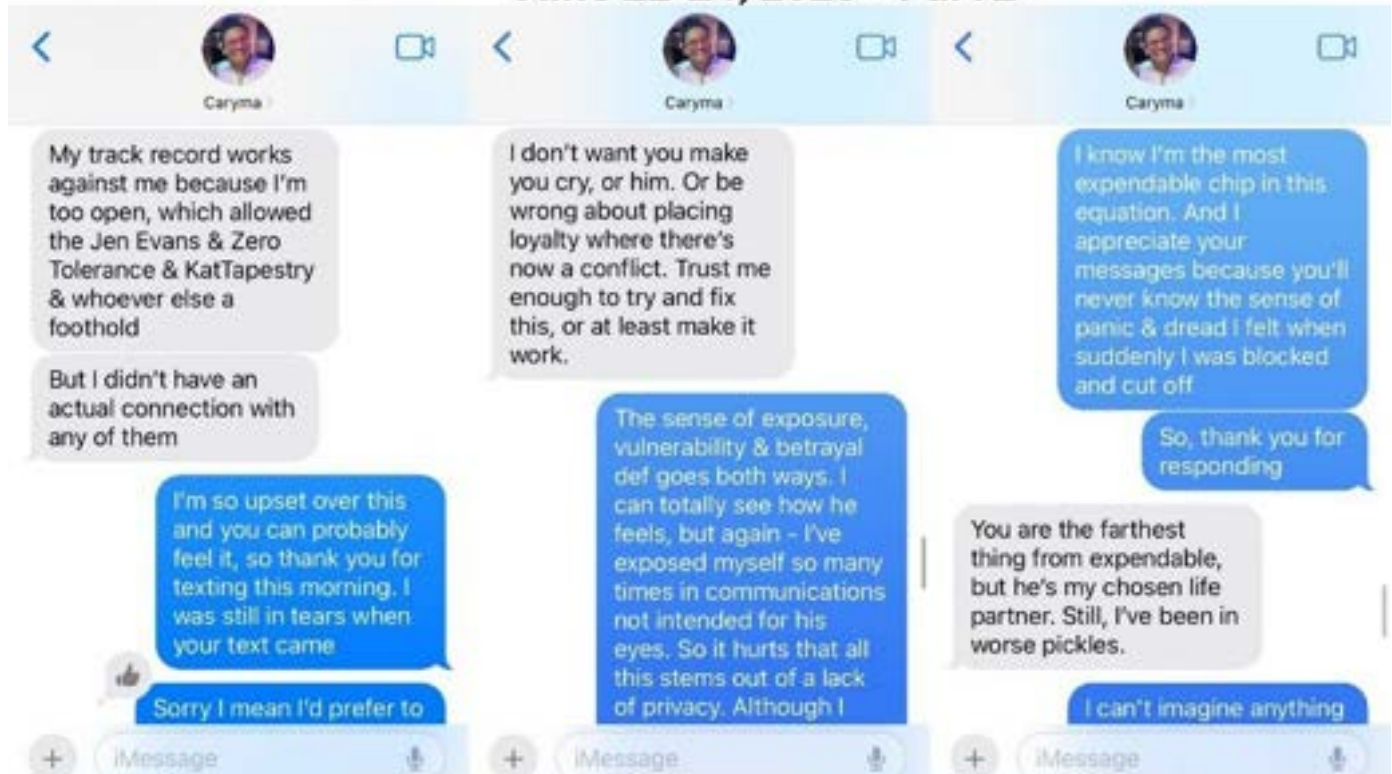 Caryma
My track record works
against me because I'm
too open, which allowed
the Jen Evans & Zero
Tolerance & KatTapestry
& whoever else a
foothold
But I didn't have an
actual connection with
any of them
I'm so upset over this
and you can probably
feel it, so thank you for
texting this morning. I
was still in tears when
your text came
Sorry I mean I'd prefer to
iMessage
Caryma
I don't want you make
you cry, or him. Or be
wrong about placing
loyalty where there's
now a conflict. Trust me
enough to try and fix
this, or at least make it
work.
The sense of exposure,
vulnerability & betrayal
def goes both ways. I
can totally see how he
feels, but again - I've
exposed myself so many
times in communications
not intended for his
eyes. So it hurts that all
this stems out of a lack
of privacy. Although I
iMessage
Caryma
I know I'm the most
expendable chip in this
equation. And I
appreciate your
messages because you'll
never know the sense of
panic & dread I felt when
suddenly I was blocked
and cut off
So, thank you for
responding
You are the farthest
thing from expendable,
but he's my chosen life
partner. Still, I've been in
worse pickles.
I can't imagine anything
iMessage